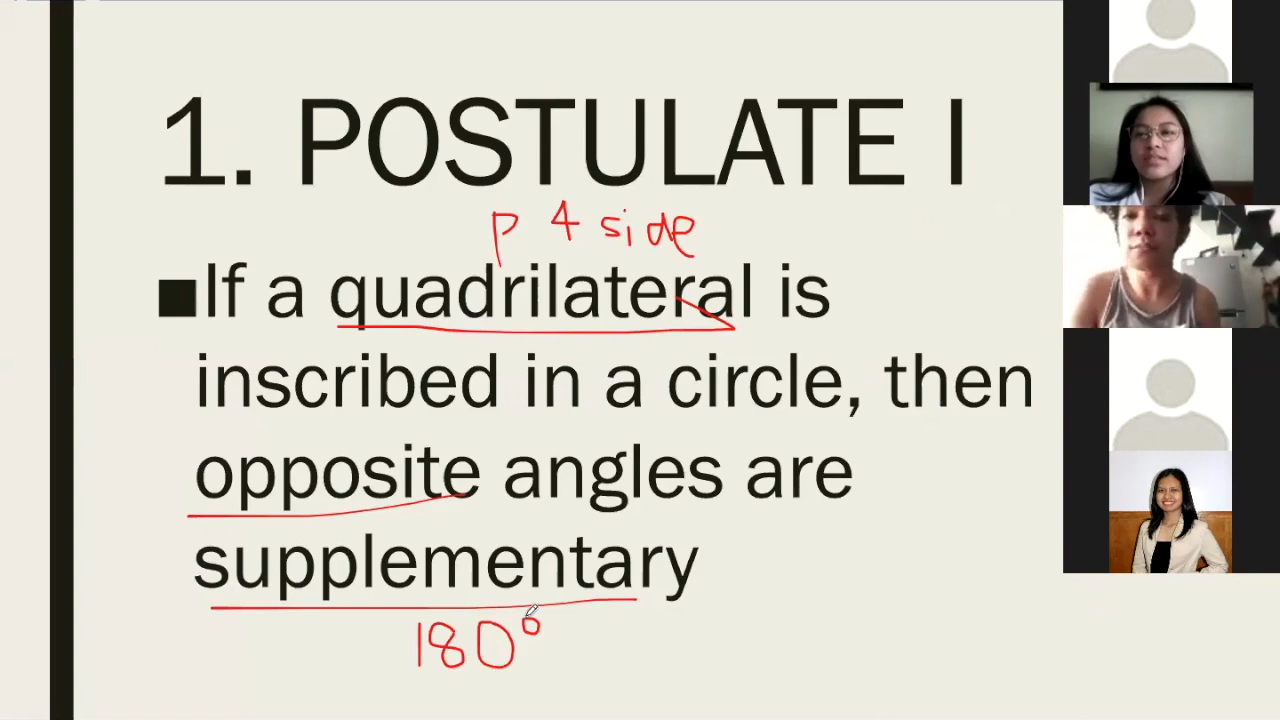 1. POSTULATE I
p 4 side
■If a quadrilateral is
inscribed in a circle, then
opposite angles are
supplementary
180°